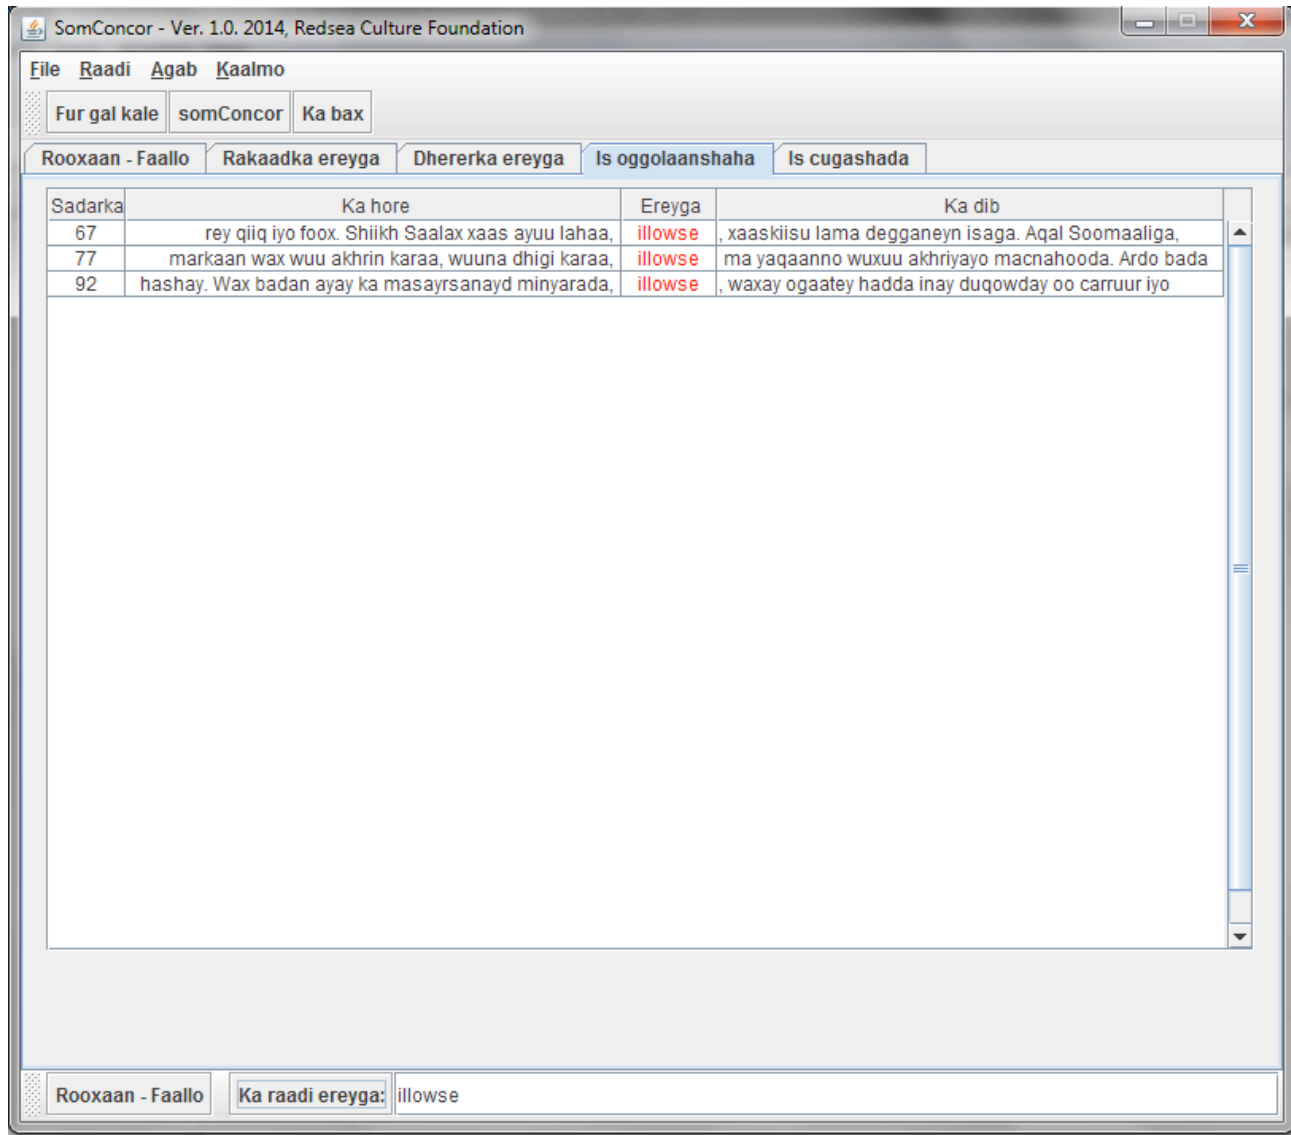 SomConcor - Ver. 1.0. 2014, Redsea Culture Foundation
File Raadi Agab Kaalmo
Fur gal kale somConcor Ka bax
Rooxaan - Faallo Rakaadka ereyga Dhererka ereyga Is oggolaanshaha Is cugashada
Sadarka Ka hore Ereyga Ka dib
67 rey qiiq iyo foox. Shiikh Saalax xaas ayuu lahaa, illowse , xaaskiisu lama degganeyn isaga. Aqal Soomaaliga,
77 markaan wax wuu akhrin karaa, wuuna dhigi karaa, illowse ma yaqaanno wuxuu akhriyayo macnahooda. Ardo bada
92 hashay. Wax badan ayay ka masayrsanayd minyarada, illowse , waxay ogaatey hadda inay duqowday oo carruur iyo
Rooxaan - Faallo Ka raadi ereyga: illowse